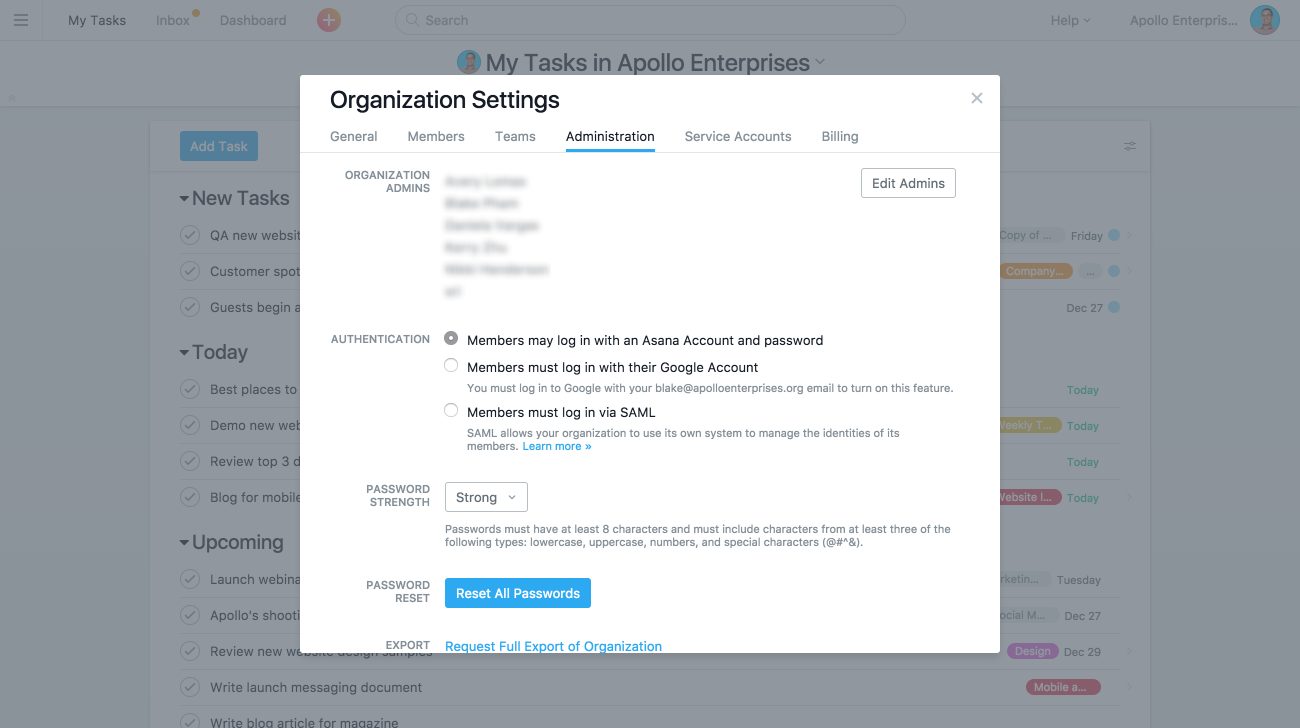 My Tasks
Inbox
Dashboard
Search
Help
Apollo Enterpris...
My Tasks in Apollo Enterprises
Organization Settings
General
Members
Teams
Administration
Service Accounts
Billing
Add Task
ORGANIZATION
ADMINS
Edit Admins
AUTHENTICATION
Members may log in with an Asana Account and password
Members must log in with their Google Account
You must log in to Google with your blake@apolloenterprises.org email to turn on this feature.
Members must log in via SAML
SAML allows your organization to use its own system to manage the identities of its
members. Learn more »
PASSWORD
STRENGTH
Strong
Passwords must have at least 8 characters and must include characters from at least three of the
following types: lowercase, uppercase, numbers, and special characters (@#^&).
PASSWORD
RESET
Reset All Passwords
EXPORT
Request Full Export of Organization
New Tasks
QA new websit
Copy of ...
Friday
Customer spot
Company...
...
Guests begin a
Dec 27
Today
Best places to
Today
Demo new web
Weekly T...
Today
Review top 3 d
Today
Blog for mobile
Website l...
Today
Upcoming
Launch webina
rketin...
Tuesday
Apollo's shooti
ocial M...
Dec 27
Review new website design samples
Design
Dec 29
Write launch messaging document
Mobile a...
Write blog article for magazine